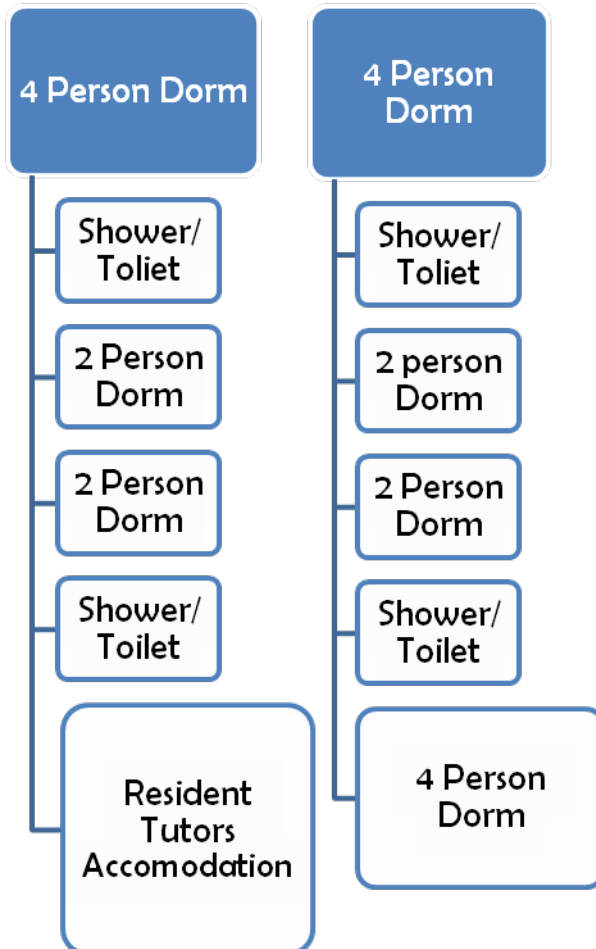 4 Person Dorm
Shower/
Toliet
2 Person
Dorm
2 Person
Dorm
Shower/
Toilet
Resident
Tutors
Accomodation
4 Person
Dorm
Shower/
Toliet
2 person
Dorm
2 Person
Dorm
Shower/
Toilet
4 Person
Dorm